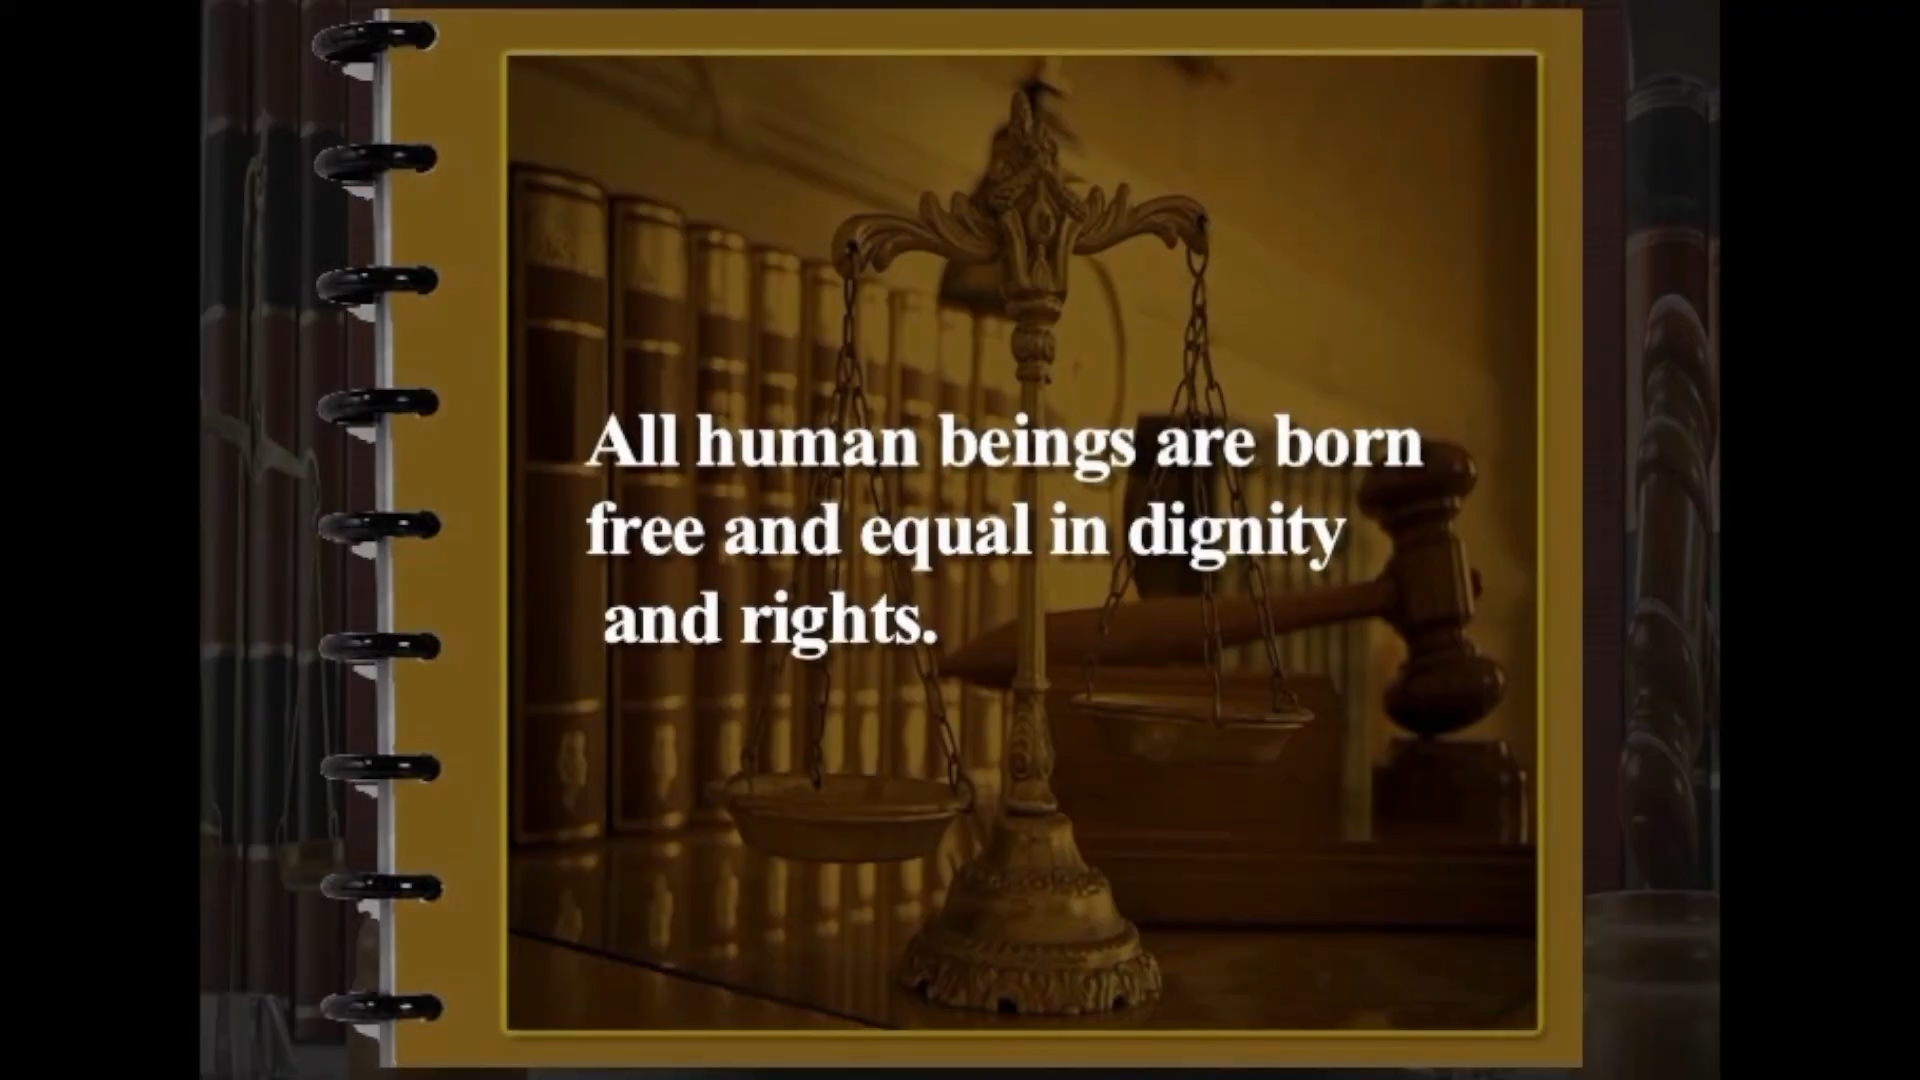 All human beings are born
free and equal in dignity
and rights.